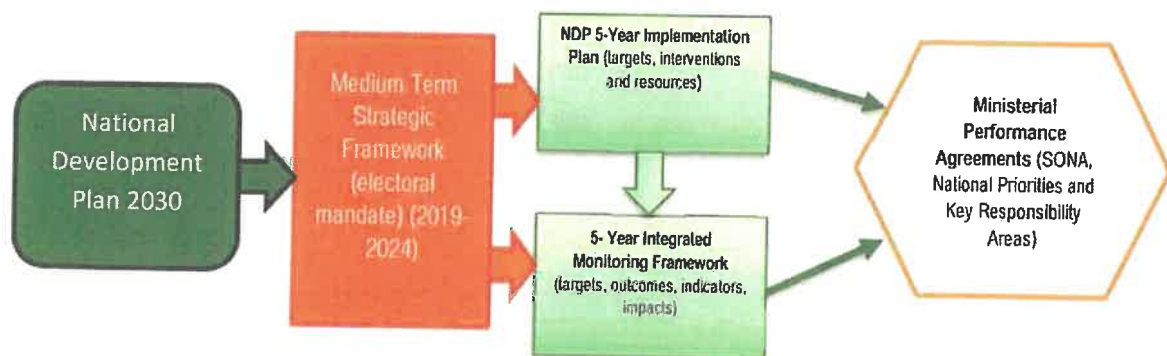 National
Development
Plan 2030
Medium Term
Strategic
Framework
(electoral
mandate) (2019-
2024)
NDP 5-Year Implementation
Plan (targets, interventions
and resources)
5- Year Integrated
Monitoring Framework
(targets, outcomes, indicators,
impacts)
Ministerial
Performance
Agreements (SONA,
National Priorities and
Key Responsibility
Areas)